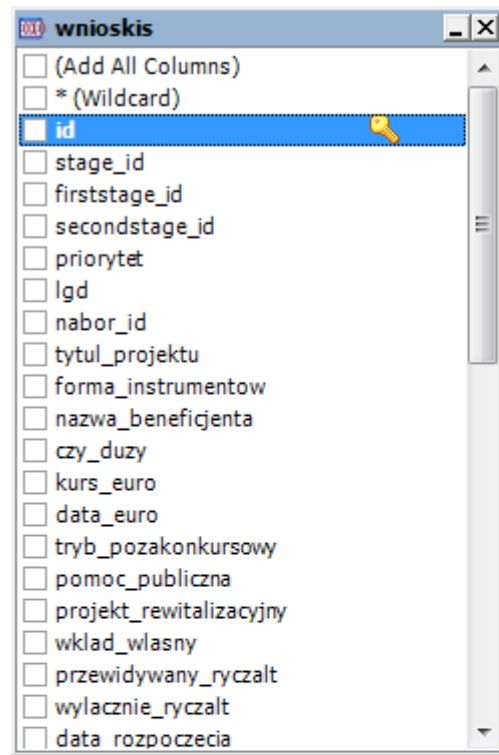 wnioskis
(Add All Columns)
* (Wildcard)
id
stage_id
firststage_id
secondstage_id
priorytet
lgd
nabor_id
tytul_projektu
forma_instrumentow
nazwa_beneficjenta
czy_duzy
kurs_euro
data_euro
tryb_pozakonkursowy
pomoc_publiczna
projekt_rewitalizacyjny
wklad_wlasny
przewidywany_ryczalt
wylacznie_ryczalt
data_rozpoczecia